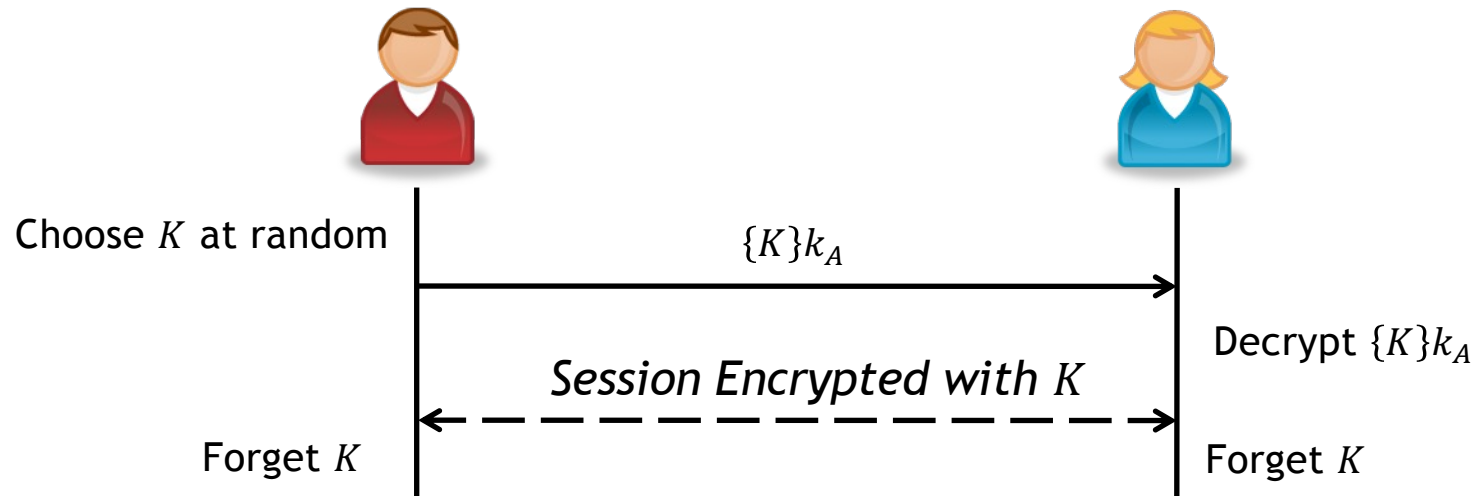 Choose K at random
{K}k_A
Decrypt {K}k_A
Session Encrypted with K
Forget K
Forget K